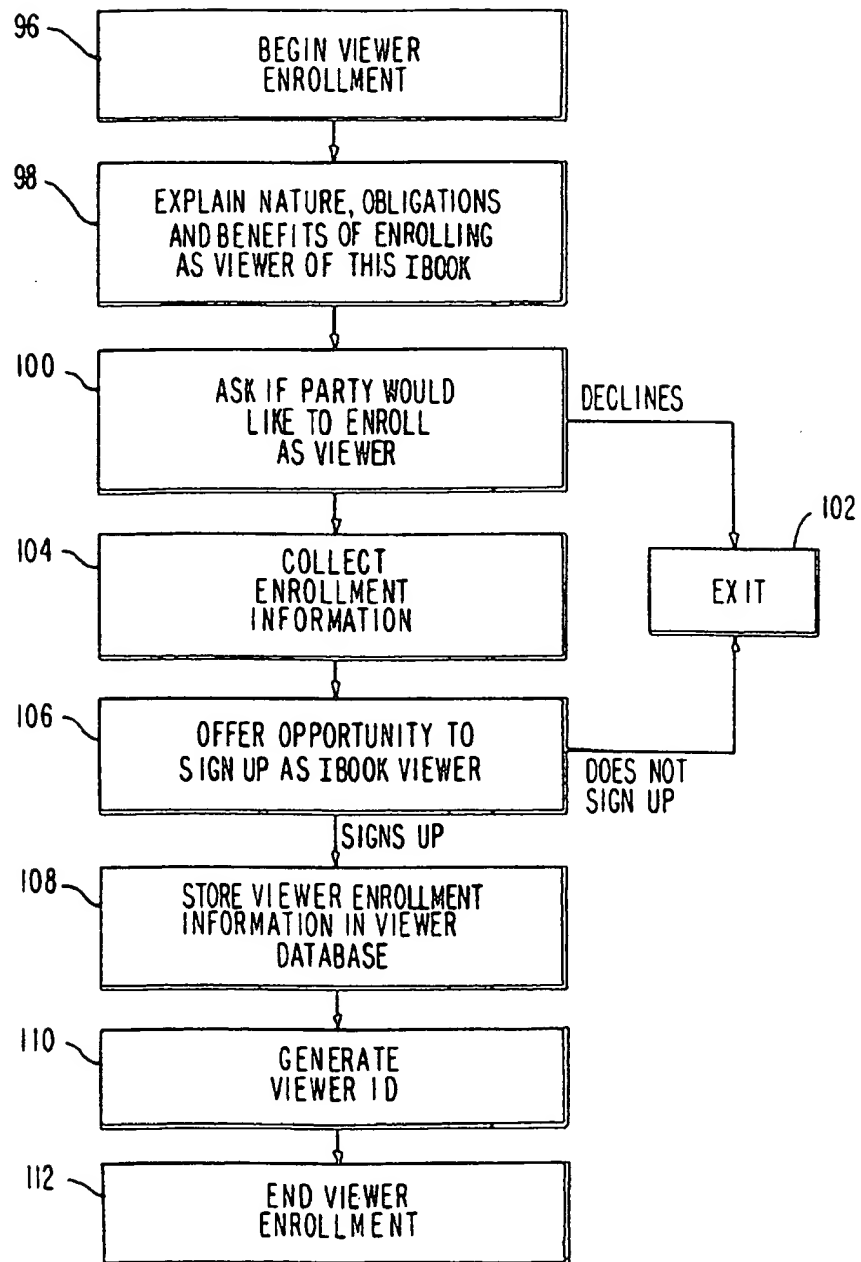 96
BEGIN VIEWER
ENROLLMENT
98
EXPLAIN NATURE, OBLIGATIONS
AND BENEFITS OF ENROLLING
AS VIEWER OF THIS IBOOK
100
ASK IF PARTY WOULD
LIKE TO ENROLL
AS VIEWER
DECLINES
102
EXIT
104
COLLECT
ENROLLMENT
INFORMATION
106
OFFER OPPORTUNITY TO
SIGN UP AS IBOOK VIEWER
DOES NOT
SIGN UP
SIGNS UP
108
STORE VIEWER ENROLLMENT
INFORMATION IN VIEWER
DATABASE
110
GENERATE
VIEWER ID
112
END VIEWER
ENROLLMENT